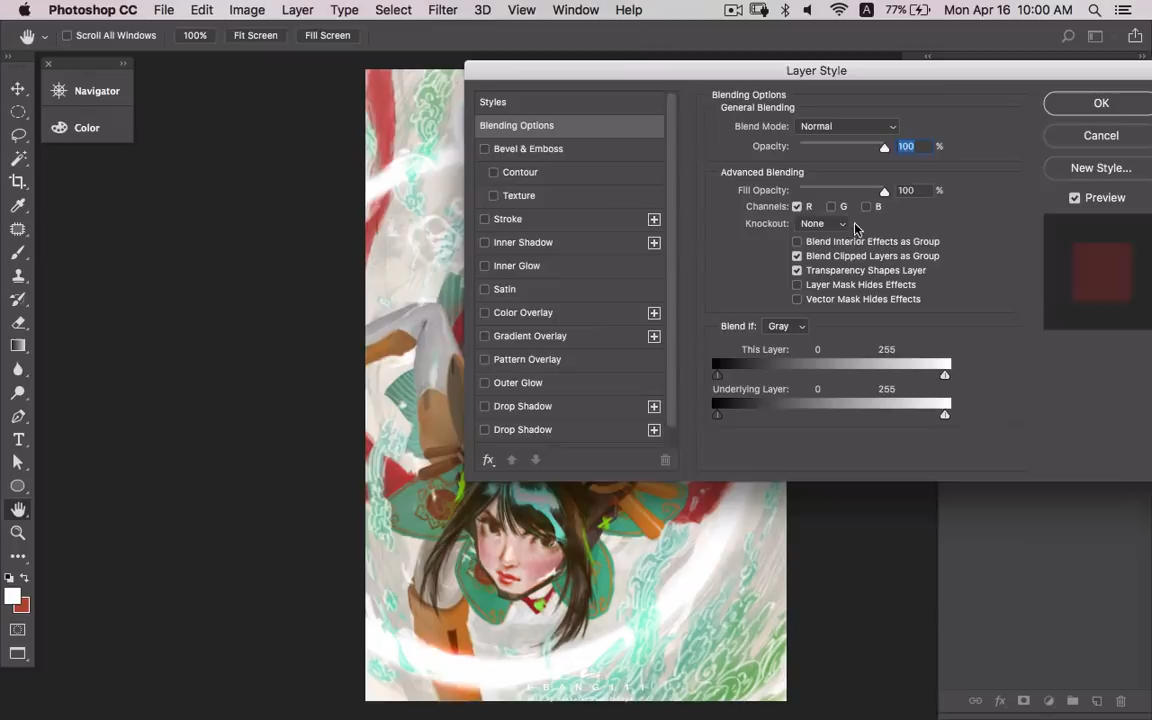 Photoshop CC File Edit Image Layer Type Select Filter 3D View Window Help A 77% Mon Apr 16 10:00 AM
Scroll All Windows 100% Fit Screen Fill Screen
Navigator
Color
Layer Style
Styles
Blending Options
Bevel & Emboss
Contour
Texture
Stroke
Inner Shadow
Inner Glow
Satin
Color Overlay
Gradient Overlay
Pattern Overlay
Outer Glow
Drop Shadow
Drop Shadow
fx
Blending Options
General Blending
Blend Mode: Normal
Opacity: 100 %
Advanced Blending
Fill Opacity: 100 %
Channels: R G B
Knockout: None
Blend Interior Effects as Group
Blend Clipped Layers as Group
Transparency Shapes Layer
Layer Mask Hides Effects
Vector Mask Hides Effects
Blend If: Gray
This Layer: 0 255
Underlying Layer: 0 255
OK
Cancel
New Style...
Preview
T
fx